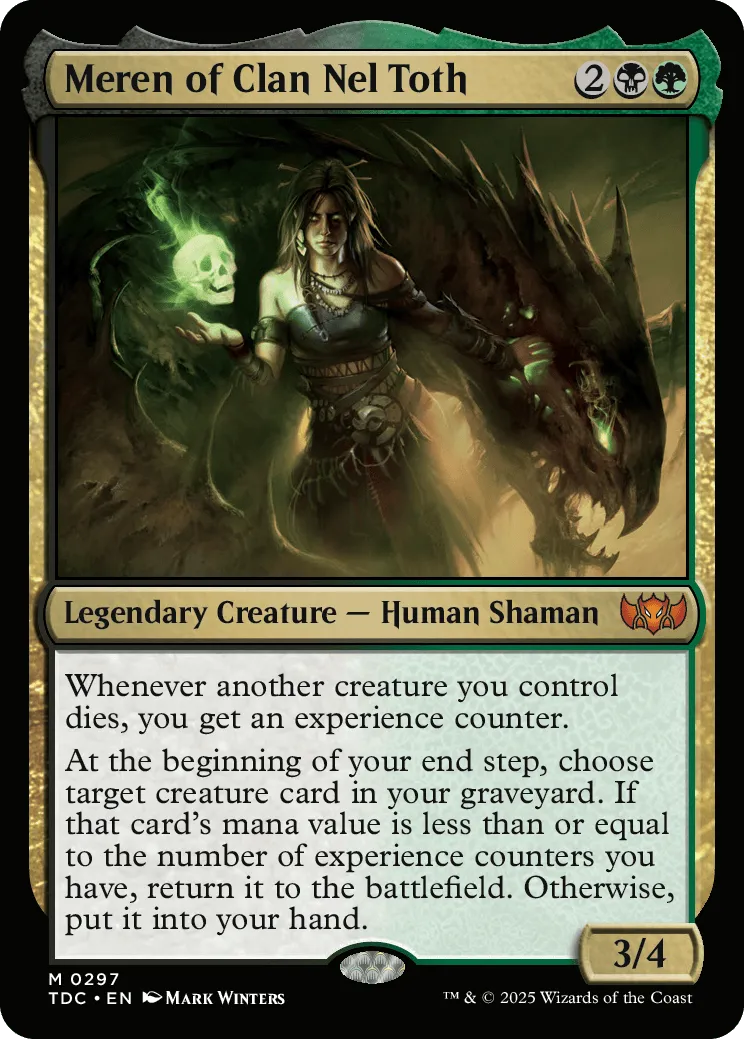 Meren of Clan Nel Toth 2
Legendary Creature — Human Shaman
Whenever another creature you control
dies, you get an experience counter.
At the beginning of your end step, choose
target creature card in your graveyard. If
that card's mana value is less than or equal
to the number of experience counters you
have, return it to the battlefield. Otherwise,
put it into your hand.
3/4
M 0297
TDC • EN Mark Winters
™ & © 2025 Wizards of the Coast